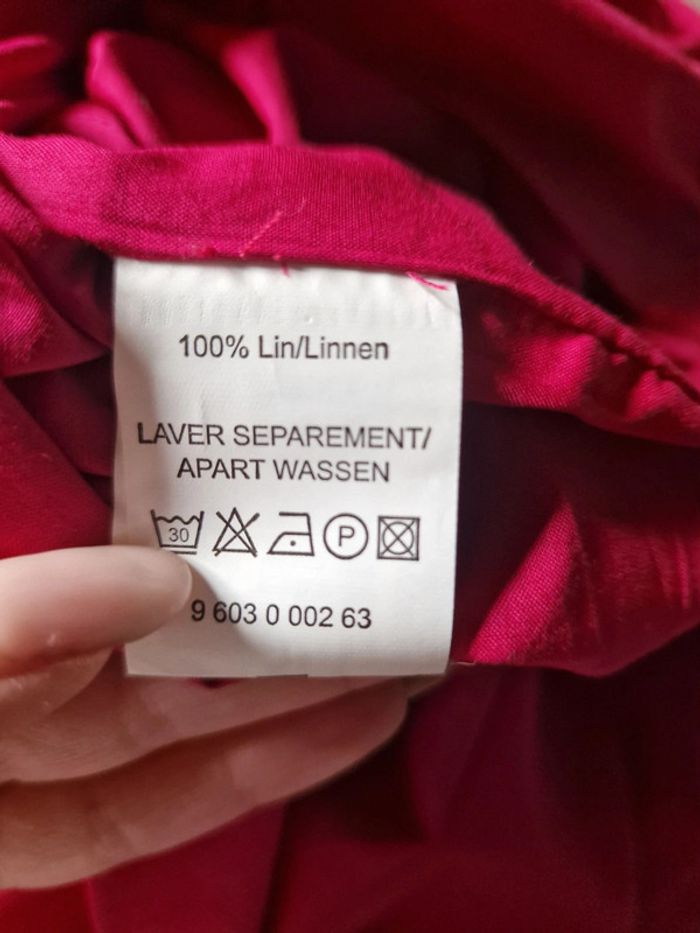 100% Lin/Linnen
LAVER SEPAREMENT/
APART WASSEN
30 P
9 603 0 002 63